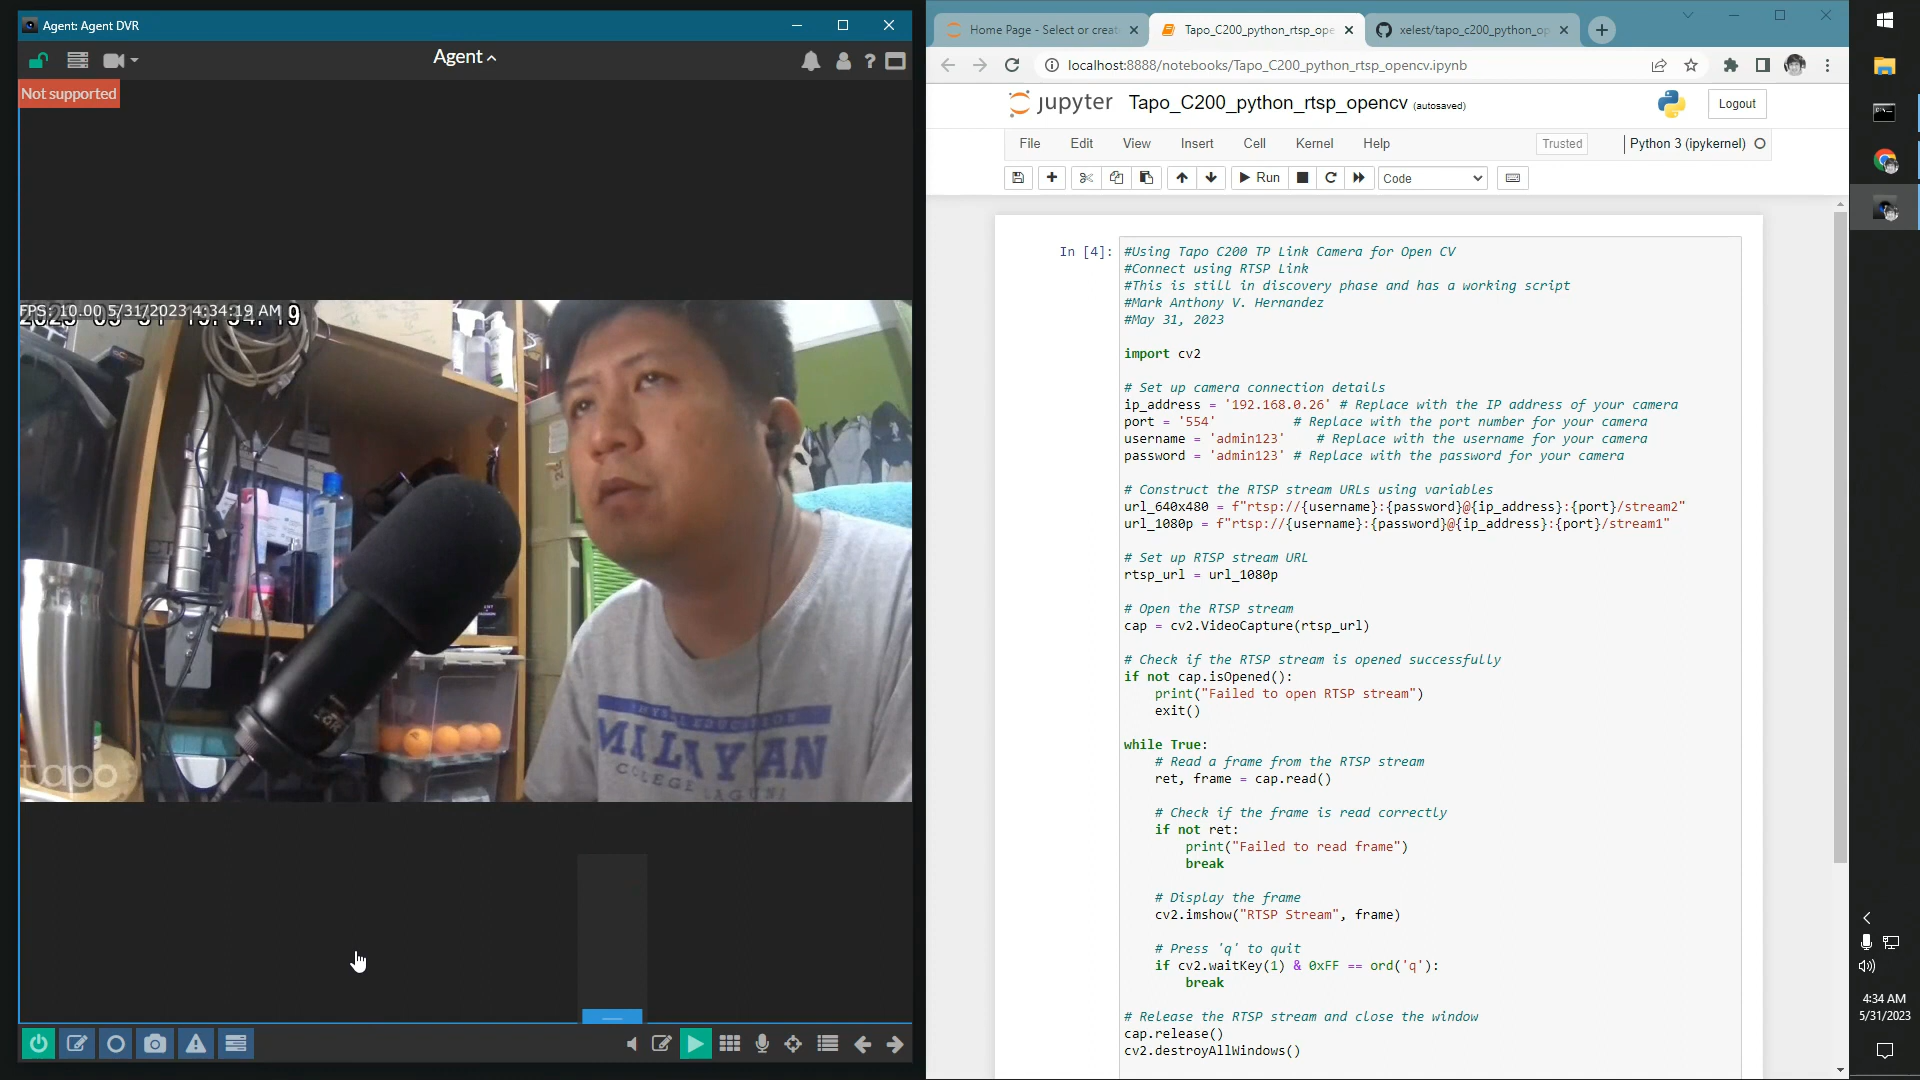 Agent: Agent DVR
Agent
Not supported
FPS: 10.00 5/31/2023 4:34:19 AM
tapo
PHYSICAL EDUCATION
COLLEGE LAGUNA
Home Page - Select or creat
Tapo_C200_python_rtsp_ope
xelest/tapo_c200_python_op
localhost:8888/notebooks/Tapo_C200_python_rtsp_opencv.ipynb
jupyter Tapo_C200_python_rtsp_opencv (autosaved)
Logout
File Edit View Insert Cell Kernel Help
Trusted
Python 3 (ipykernel)
Run
Code
In [4]:
#Using Tapo C200 TP Link Camera for Open CV
#Connect using RTSP Link
#This is still in discovery phase and has a working script
#Mark Anthony V. Hernandez
#May 31, 2023
import cv2
# Set up camera connection details
ip_address = '192.168.0.26' # Replace with the IP address of your camera
port = '554' # Replace with the port number for your camera
username = 'admin123' # Replace with the username for your camera
password = 'admin123' # Replace with the password for your camera
# Construct the RTSP stream URLs using variables
url_640x480 = f"rtsp://{username}:{password}@{ip_address}:{port}/stream2"
url_1080p = f"rtsp://{username}:{password}@{ip_address}:{port}/stream1"
# Set up RTSP stream URL
rtsp_url = url_1080p
# Open the RTSP stream
cap = cv2.VideoCapture(rtsp_url)
# Check if the RTSP stream is opened successfully
if not cap.isOpened():
    print("Failed to open RTSP stream")
    exit()
while True:
    # Read a frame from the RTSP stream
    ret, frame = cap.read()
    # Check if the frame is read correctly
    if not ret:
        print("Failed to read frame")
        break
    # Display the frame
    cv2.imshow("RTSP Stream", frame)
    # Press 'q' to quit
    if cv2.waitKey(1) & 0xFF == ord('q'):
        break
# Release the RTSP stream and close the window
cap.release()
cv2.destroyAllWindows()
4:34 AM
5/31/2023